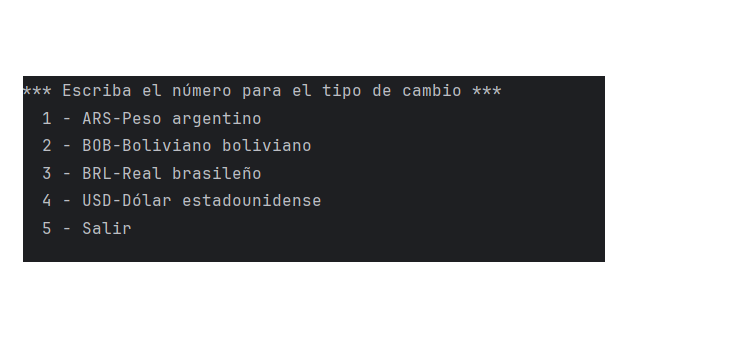 *** Escriba el número para el tipo de cambio ***
1 - ARS-Peso argentino
2 - BOB-Boliviano boliviano
3 - BRL-Real brasileño
4 - USD-Dólar estadounidense
5 - Salir